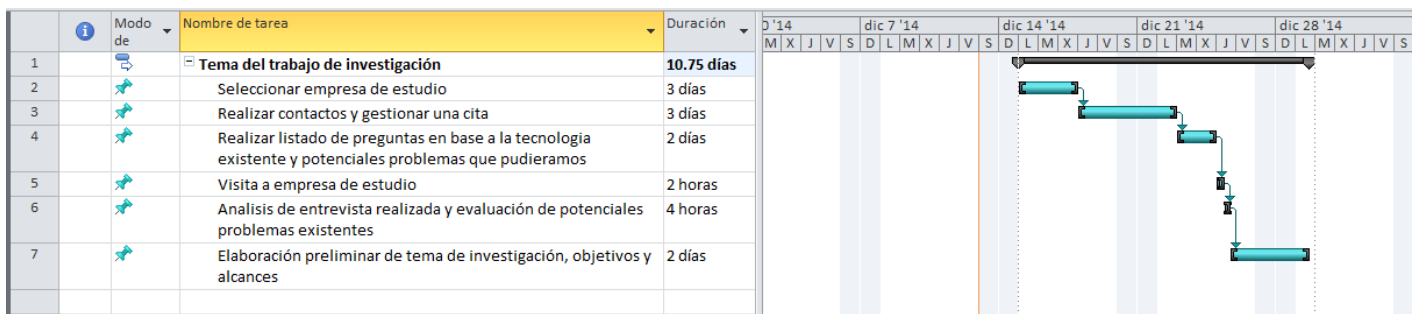 Modo de
Nombre de tarea
Duración
0 '14
dic 7 '14
dic 14 '14
dic 21 '14
dic 28 '14
M X J V S D L M X J V S D L M X J V S D L M X J V S D L M X J V S
1 Tema del trabajo de investigación 10.75 días
2 Seleccionar empresa de estudio 3 días
3 Realizar contactos y gestionar una cita 3 días
4 Realizar listado de preguntas en base a la tecnologia 2 días
existente y potenciales problemas que pudieramos
5 Visita a empresa de estudio 2 horas
6 Analisis de entrevista realizada y evaluación de potenciales 4 horas
problemas existentes
7 Elaboración preliminar de tema de investigación, objetivos y 2 días
alcances